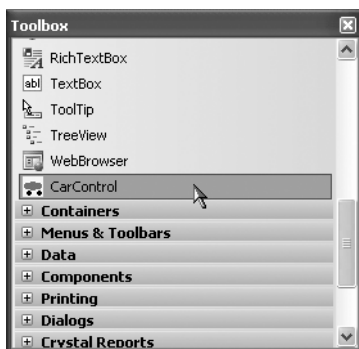 Toolbox
RichTextBox
abl TextBox
ToolTip
TreeView
WebBrowser
CarControl
Containers
Menus & Toolbars
Data
Components
Printing
Dialogs
Crystal Reports